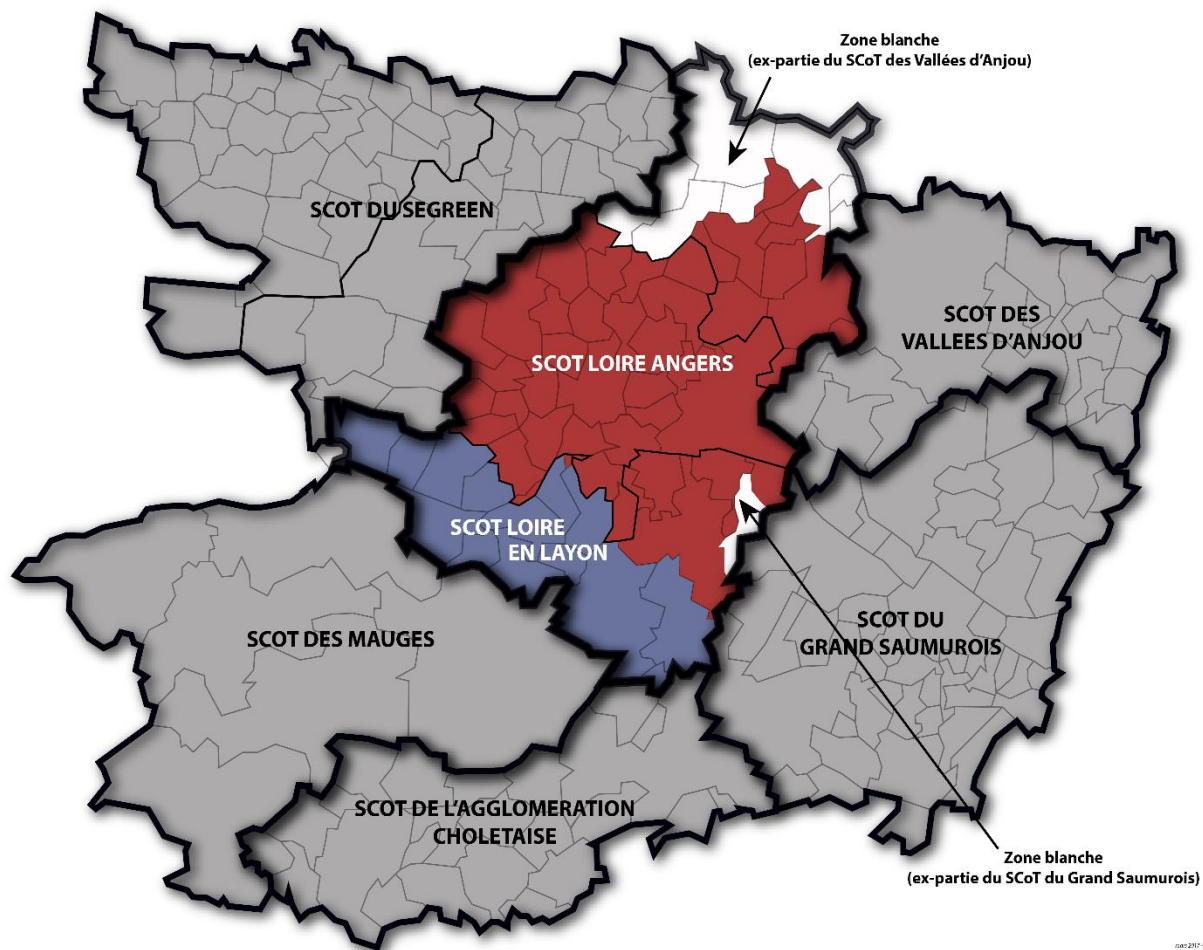 Zone blanche
(ex-partie du SCoT des Vallées d'Anjou)
SCOT DU SEGREEN
SCOT DES
VALLEES D'ANJOU
SCOT LOIRE ANGERS
SCOT LOIRE
EN LAYON
SCOT DES MAUGES
SCOT DU
GRAND SAUMUROIS
SCOT DE L'AGGLOMERATION
CHOLETAISE
Zone blanche
(ex-partie du SCoT du Grand Saumurois)